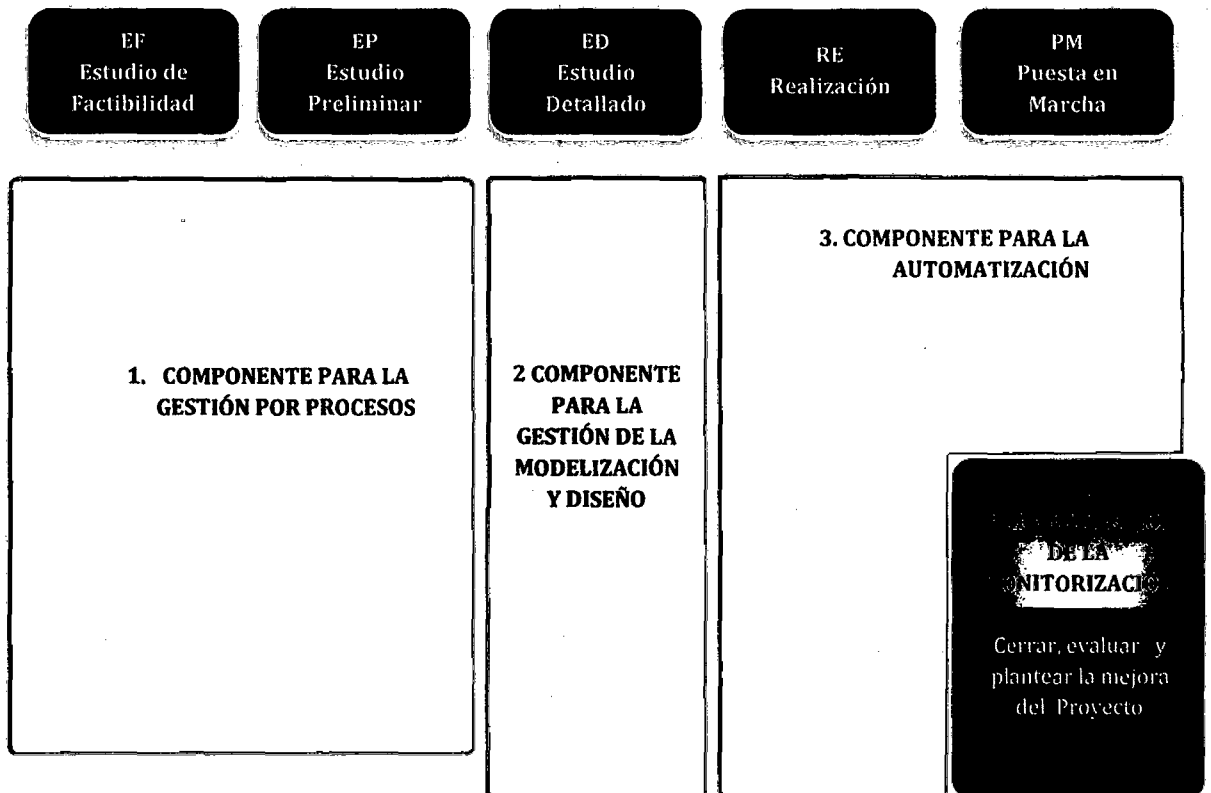 EF
Estudio de
Factibilidad
EP
Estudio
Preliminar
ED
Estudio
Detallado
RE
Realización
PM
Puesta en
Marcha
1. COMPONENTE PARA LA
GESTIÓN POR PROCESOS
2 COMPONENTE
PARA LA
GESTIÓN DE LA
MODELIZACIÓN
Y DISEÑO
3. COMPONENTE PARA LA
AUTOMATIZACIÓN
DE LA
Cerrar, evaluar y
plantear la mejora
del Proyecto